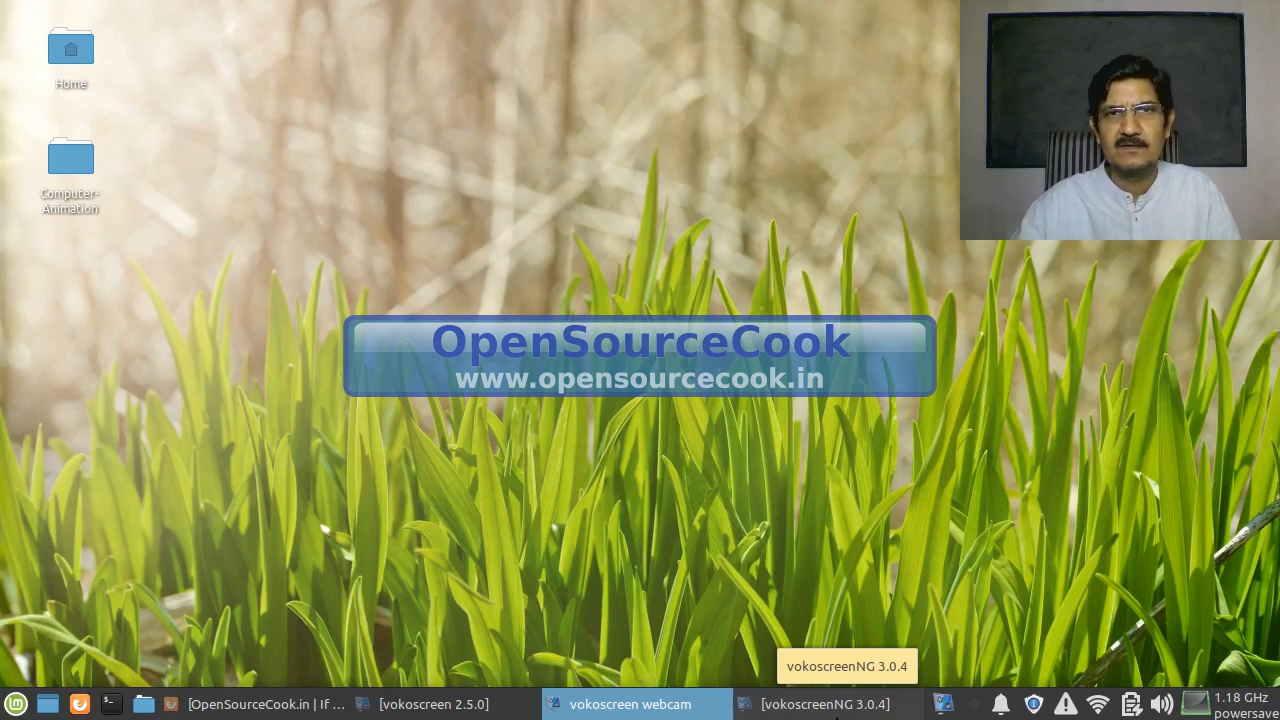 Home
Computer-
Animation
OpenSourceCook
www.opensourcecook.in
vokoscreenNG 3.0.4
[OpenSourceCook.in | If ...
[vokoscreen 2.5.0]
vokoscreen webcam
[vokoscreenNG 3.0.4]
1.18 GHz
powersave